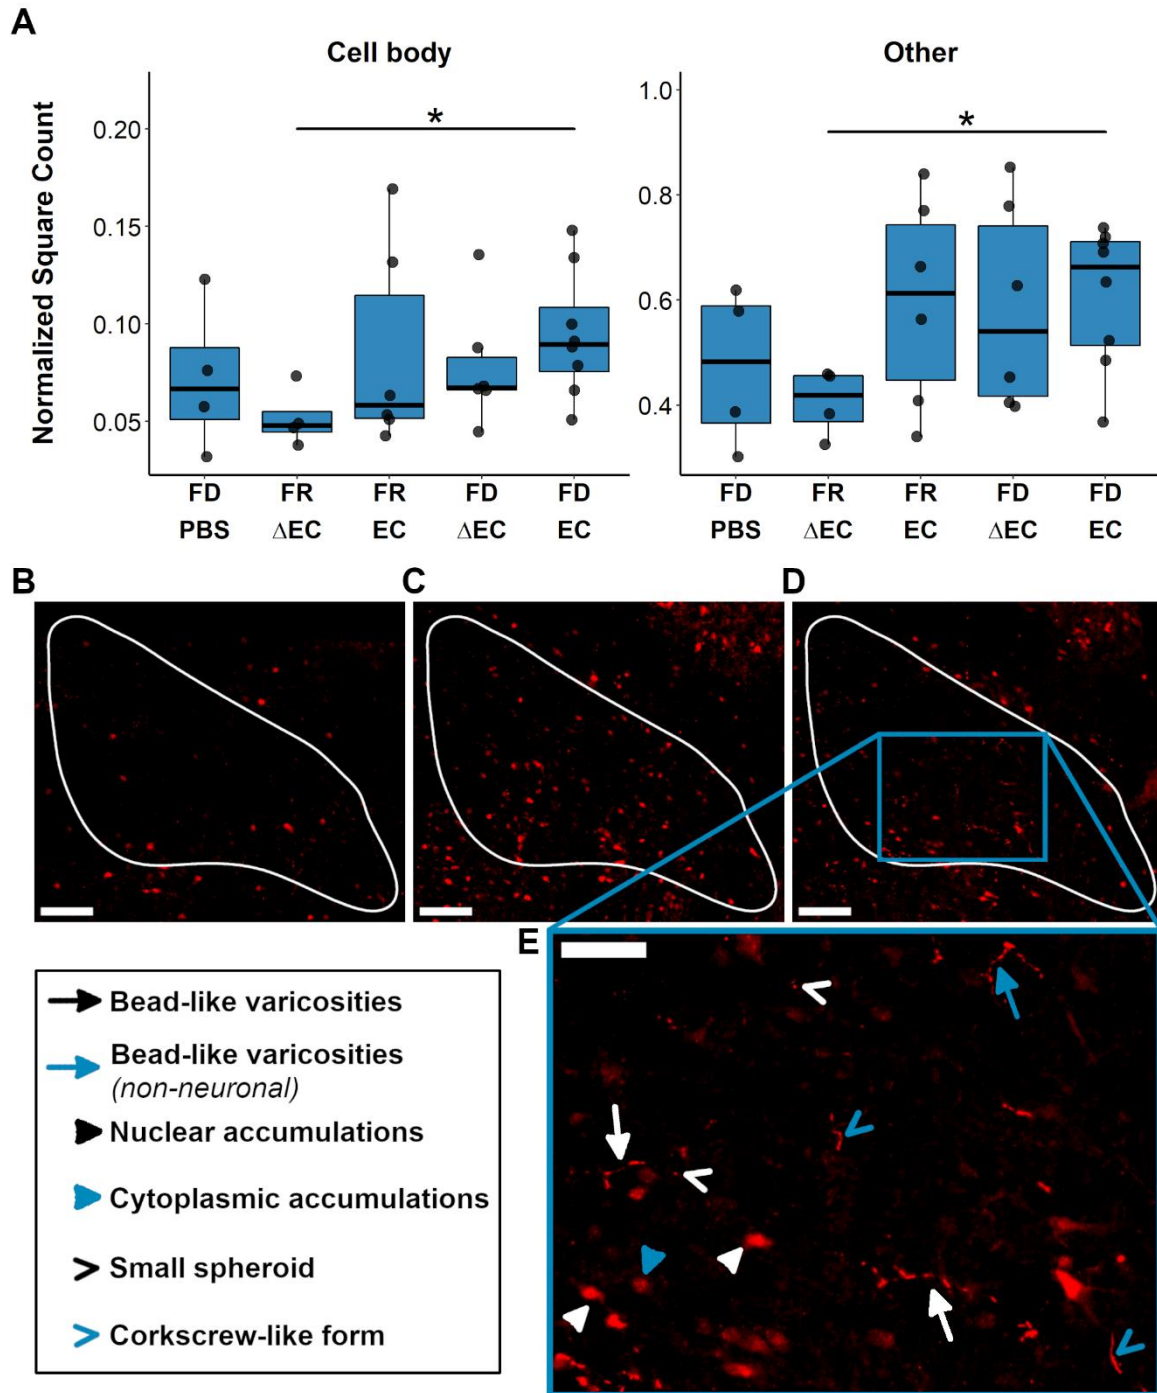 A
Cell body
Other
Normalized Square Count
0.20
0.15
0.10
0.05
*
FD FR FR FD FD
PBS ΔEC EC ΔEC EC
1.0
0.8
0.6
0.4
*
FD FR FR FD FD
PBS ΔEC EC ΔEC EC
B
C
D
E
Bead-like varicosities
Bead-like varicosities
(non-neuronal)
Nuclear accumulations
Cytoplasmic accumulations
Small spheroid
Corkscrew-like form